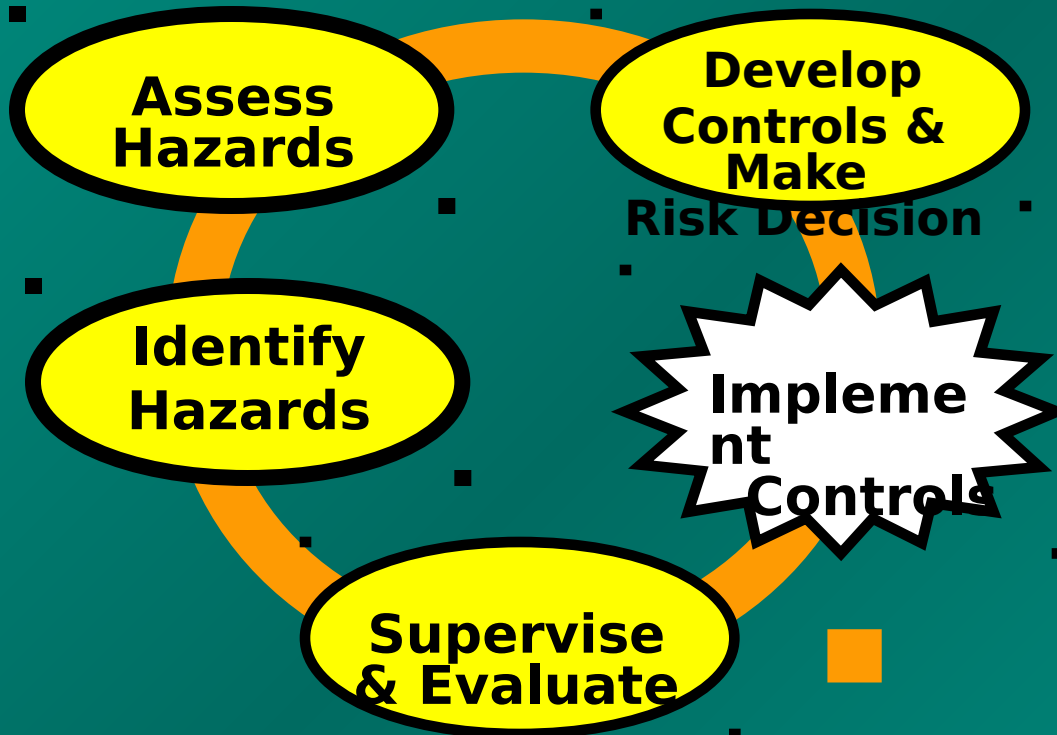 Assess
Hazards
Develop
Controls &
Make
Risk Decision
Identify
Hazards
Impleme
nt
Controls
Supervise
& Evaluate